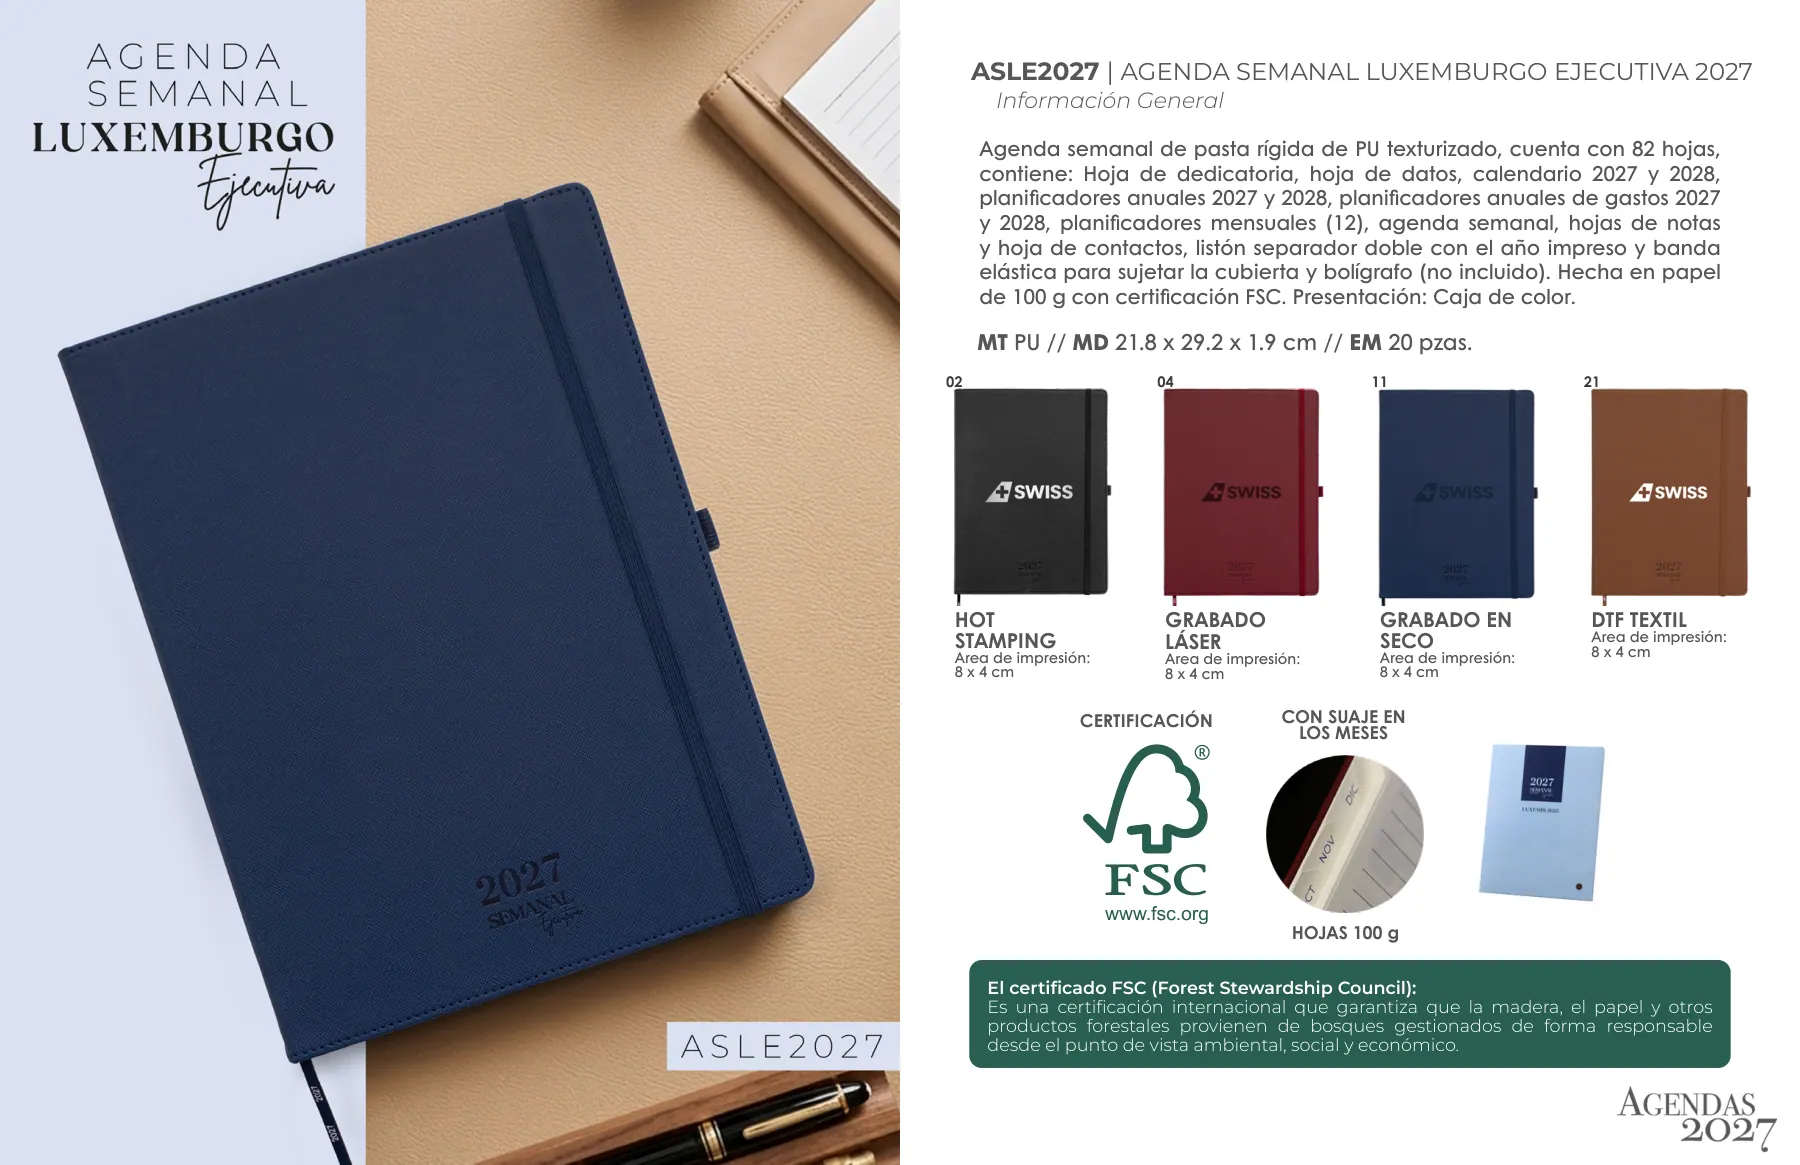 AGENDA
SEMANAL
LUXEMBURGO
Ejecutiva
2027
SEMANAL
Ejecutiva
ASLE2027
ASLE2027 | AGENDA SEMANAL LUXEMBURGO EJECUTIVA 2027
Información General
Agenda semanal de pasta rígida de PU texturizado, cuenta con 82 hojas,
contiene: Hoja de dedicatoria, hoja de datos, calendario 2027 y 2028,
planificadores anuales 2027 y 2028, planificadores anuales de gastos 2027
y 2028, planificadores mensuales (12), agenda semanal, hojas de notas
y hoja de contactos, listón separador doble con el año impreso y banda
elástica para sujetar la cubierta y bolígrafo (no incluido). Hecha en papel
de 100 g con certificación FSC. Presentación: Caja de color.
MT PU // MD 21.8 x 29.2 x 1.9 cm // EM 20 pzas.
02
04
11
21
SWISS
SWISS
SWISS
SWISS
2027
2027
2027
2027
HOT
STAMPING
Area de impresión:
8 x 4 cm
GRABADO
LÁSER
Area de impresión:
8 x 4 cm
GRABADO EN
SECO
Area de impresión:
8 x 4 cm
DTF TEXTIL
Area de impresión:
8 x 4 cm
CERTIFICACIÓN
®
FSC
www.fsc.org
CON SUAJE EN
LOS MESES
DIC
NOV
CT
HOJAS 100 g
2027
SEMANAL
LUXEMBURGO
El certificado FSC (Forest Stewardship Council):
Es una certificación internacional que garantiza que la madera, el papel y otros
productos forestales provienen de bosques gestionados de forma responsable
desde el punto de vista ambiental, social y económico.
AGENDAS
2027